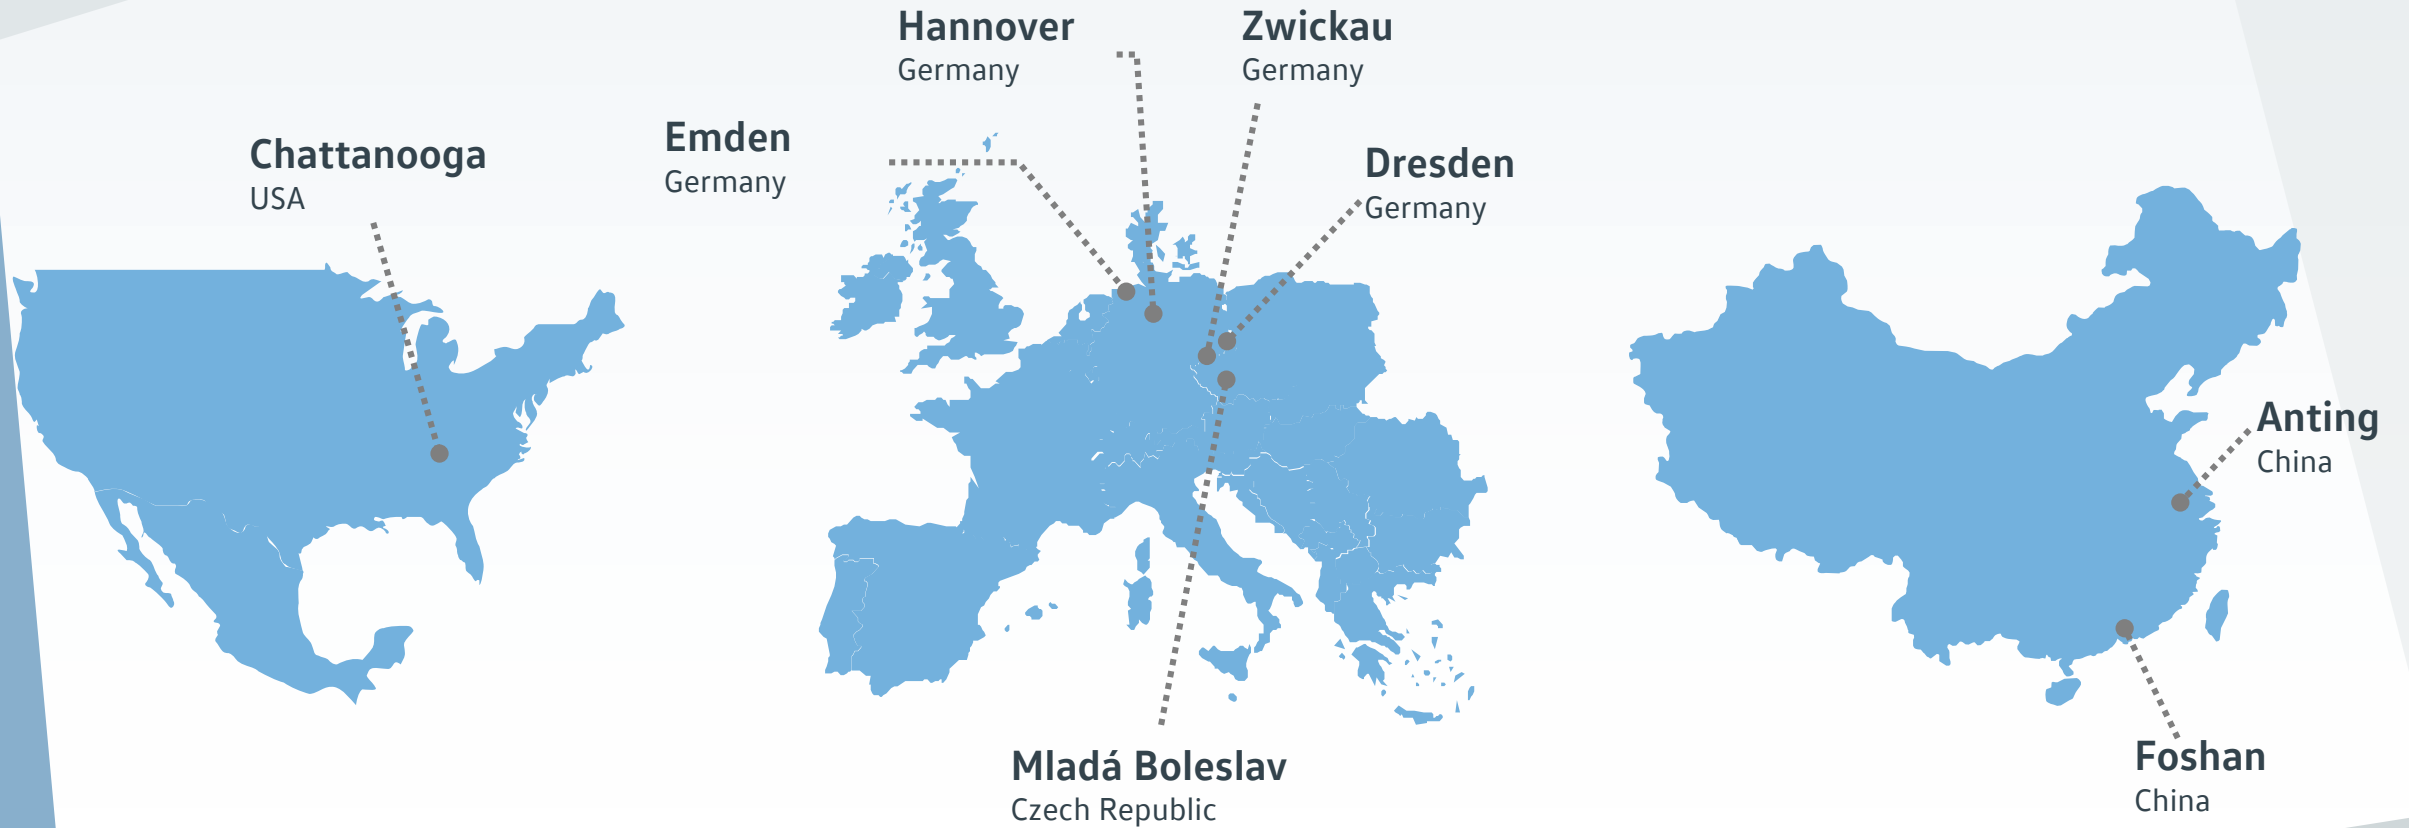 Hannover
Germany
Zwickau
Germany
Emden
Germany
Chattanooga
USA
Dresden
Germany
Anting
China
Mladá Boleslav
Czech Republic
Foshan
China